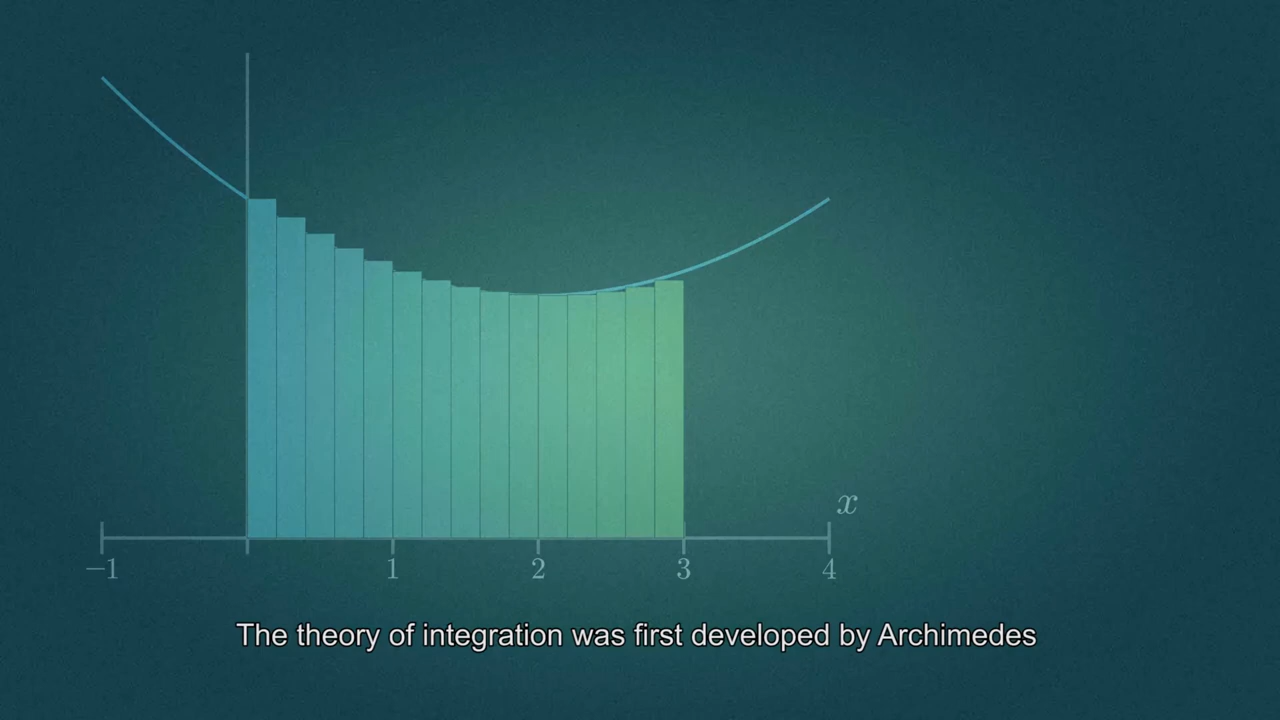 x
−1 1 2 3 4
The theory of integration was first developed by Archimedes